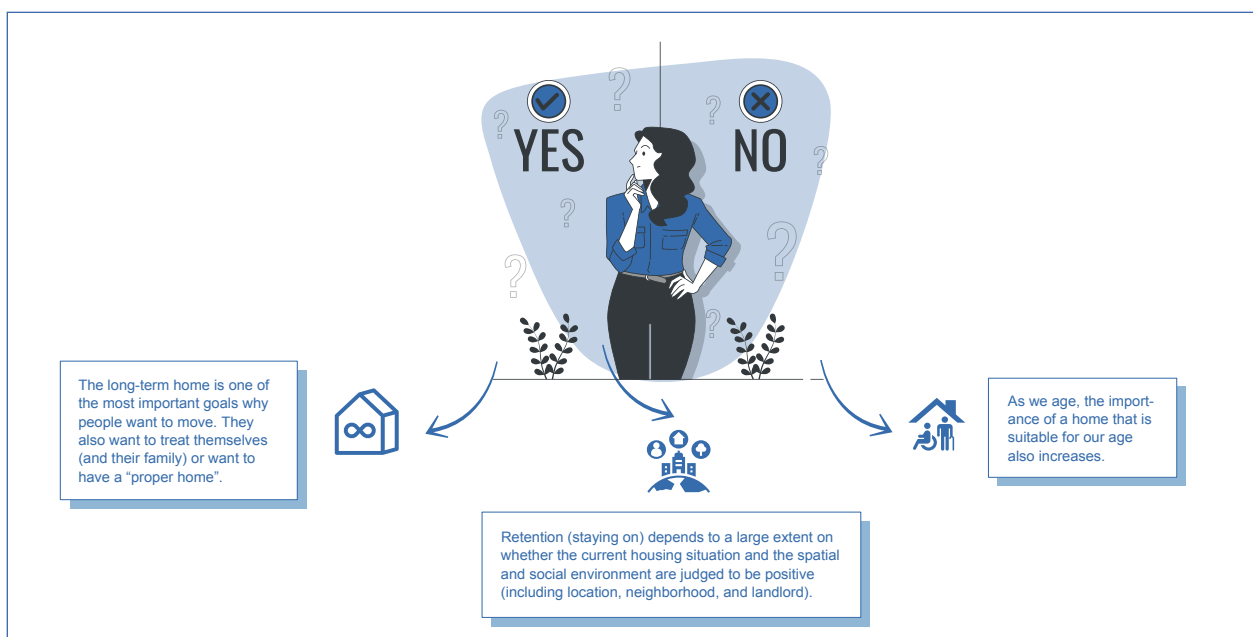 YES
NO
The long-term home is one of
the most important goals why
people want to move. They
also want to treat themselves
(and their family) or want to
have a “proper home”.
Retention (staying on) depends to a large extent on
whether the current housing situation and the spatial
and social environment are judged to be positive
(including location, neighborhood, and landlord).
As we age, the import-
ance of a home that is
suitable for our age
also increases.